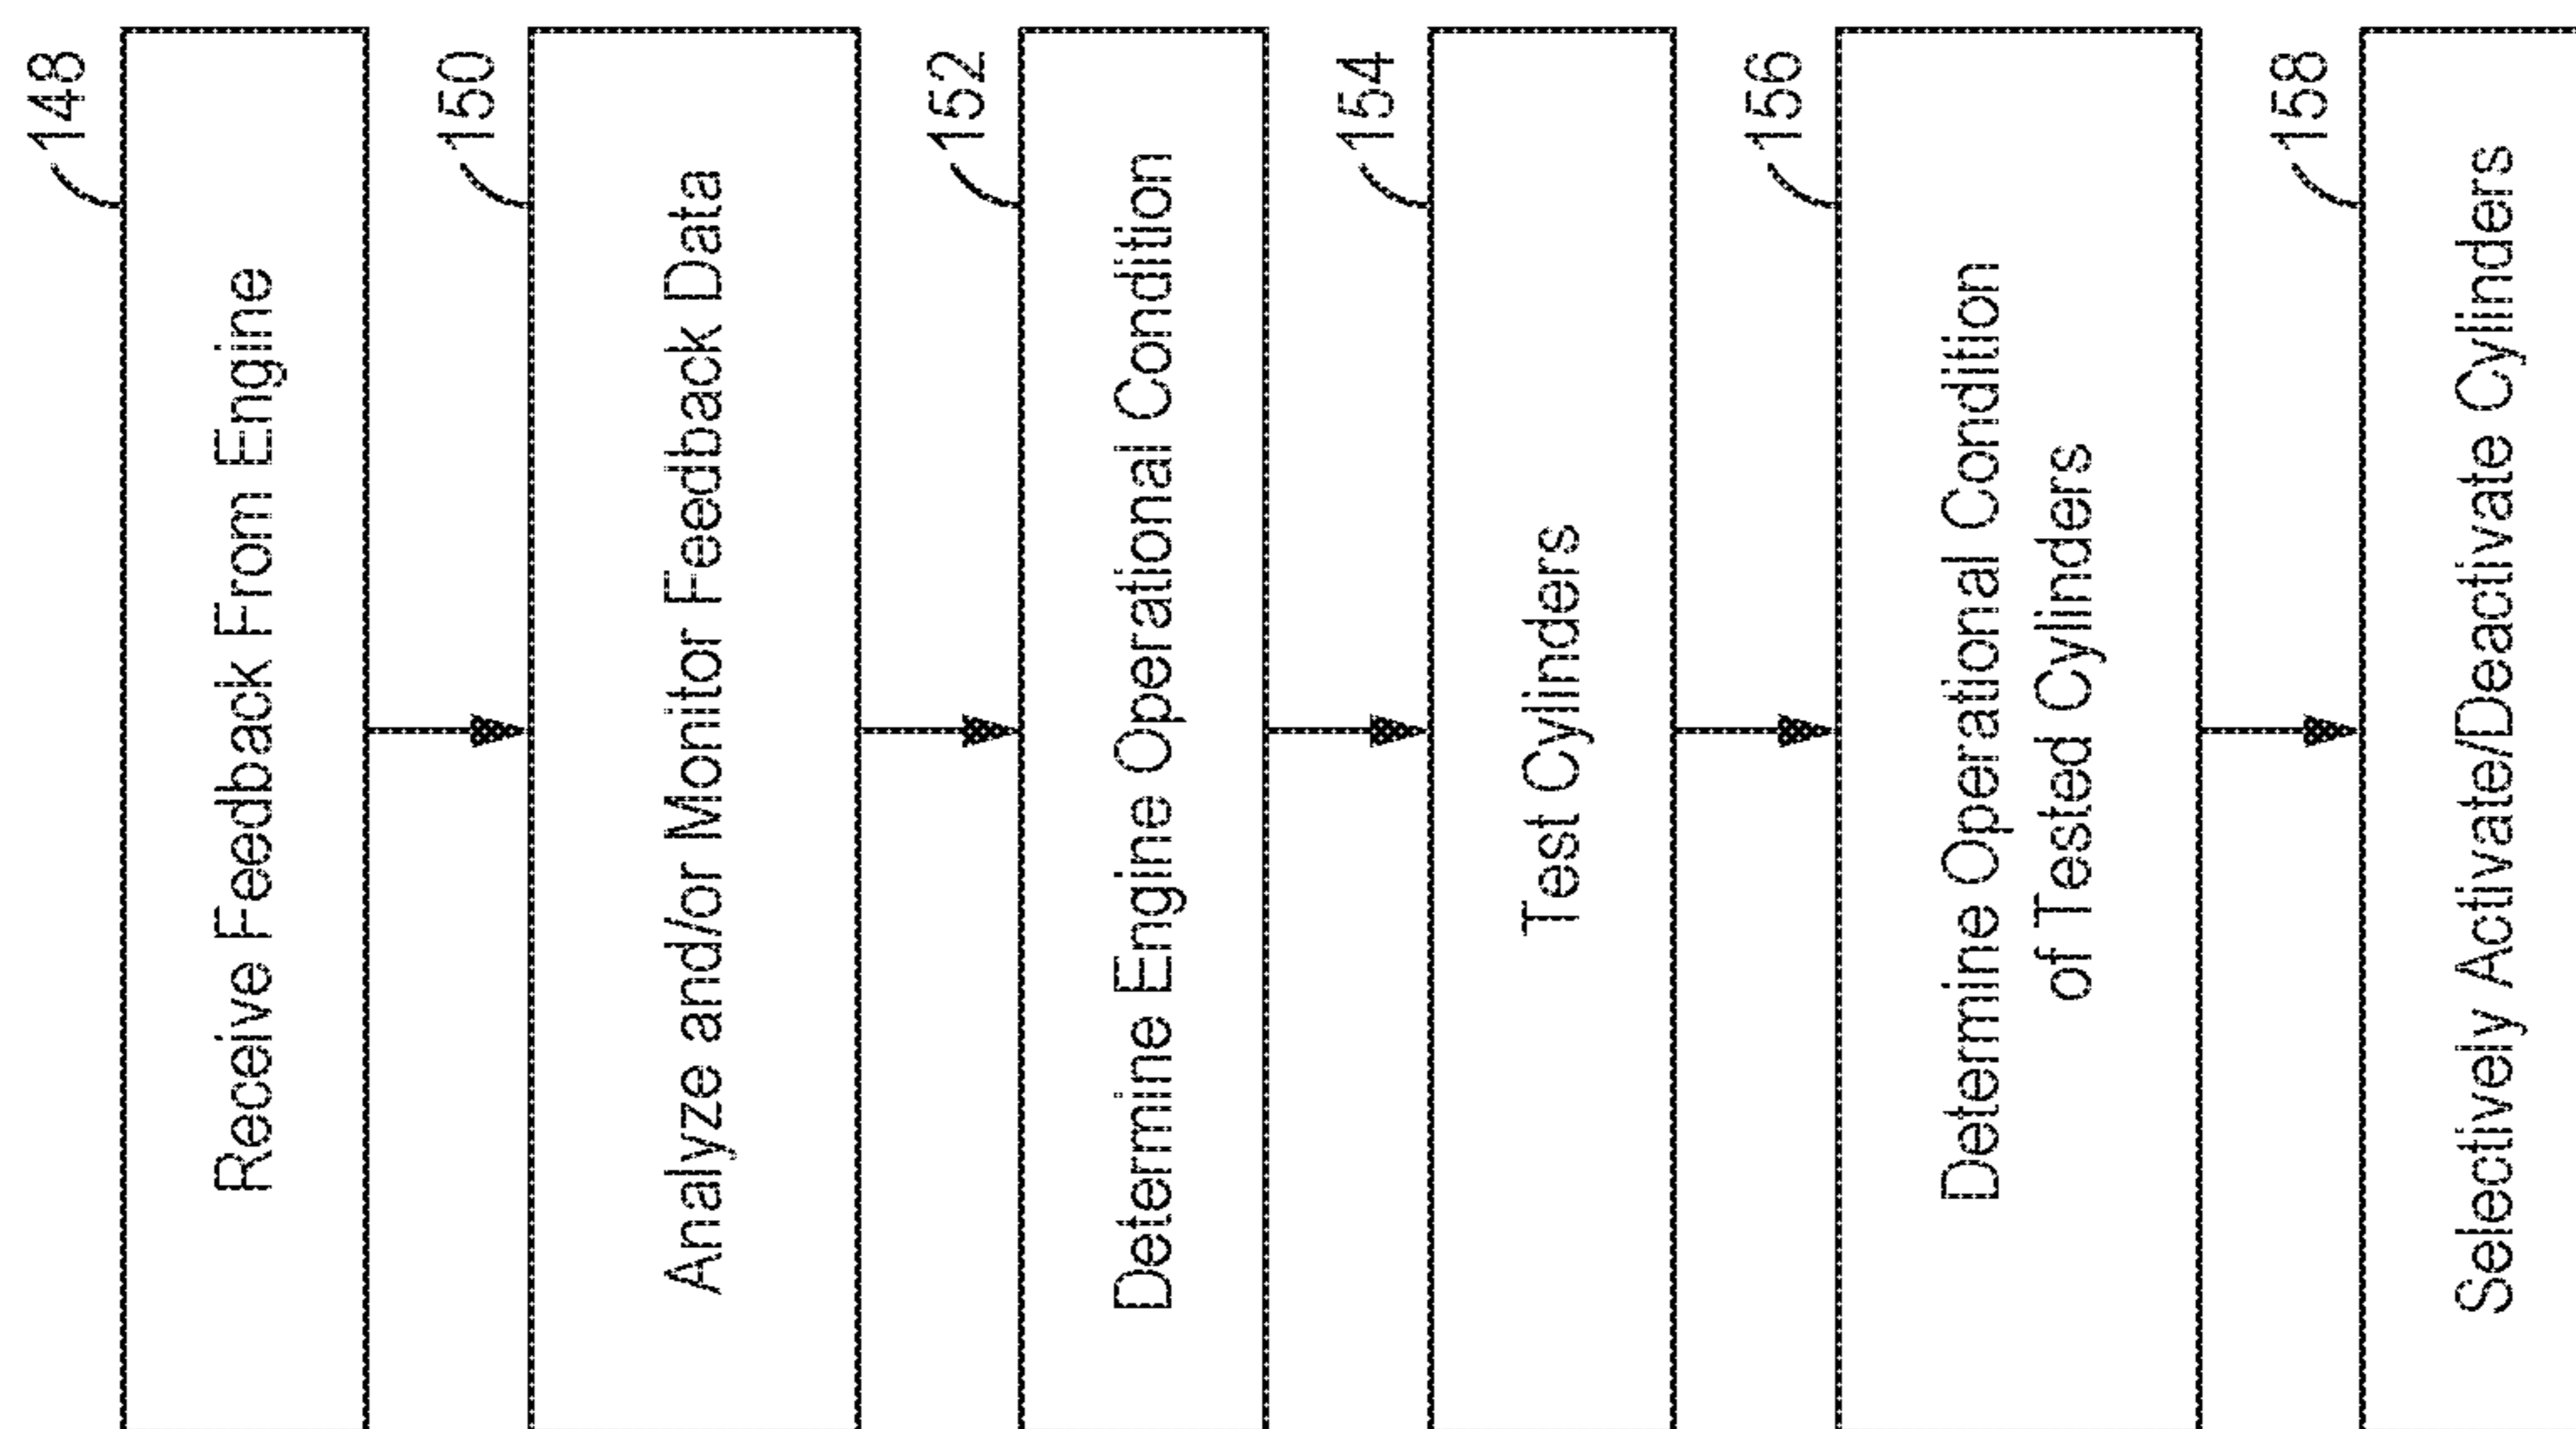 148
Receive Feedback From Engine
150
Analyze and/or Monitor Feedback Data
152
Determine Engine Operational Condition
154
Test Cylinders
156
Determine Operational Condition
of Tested Cylinders
158
Selectively Activate/Deactivate Cylinders